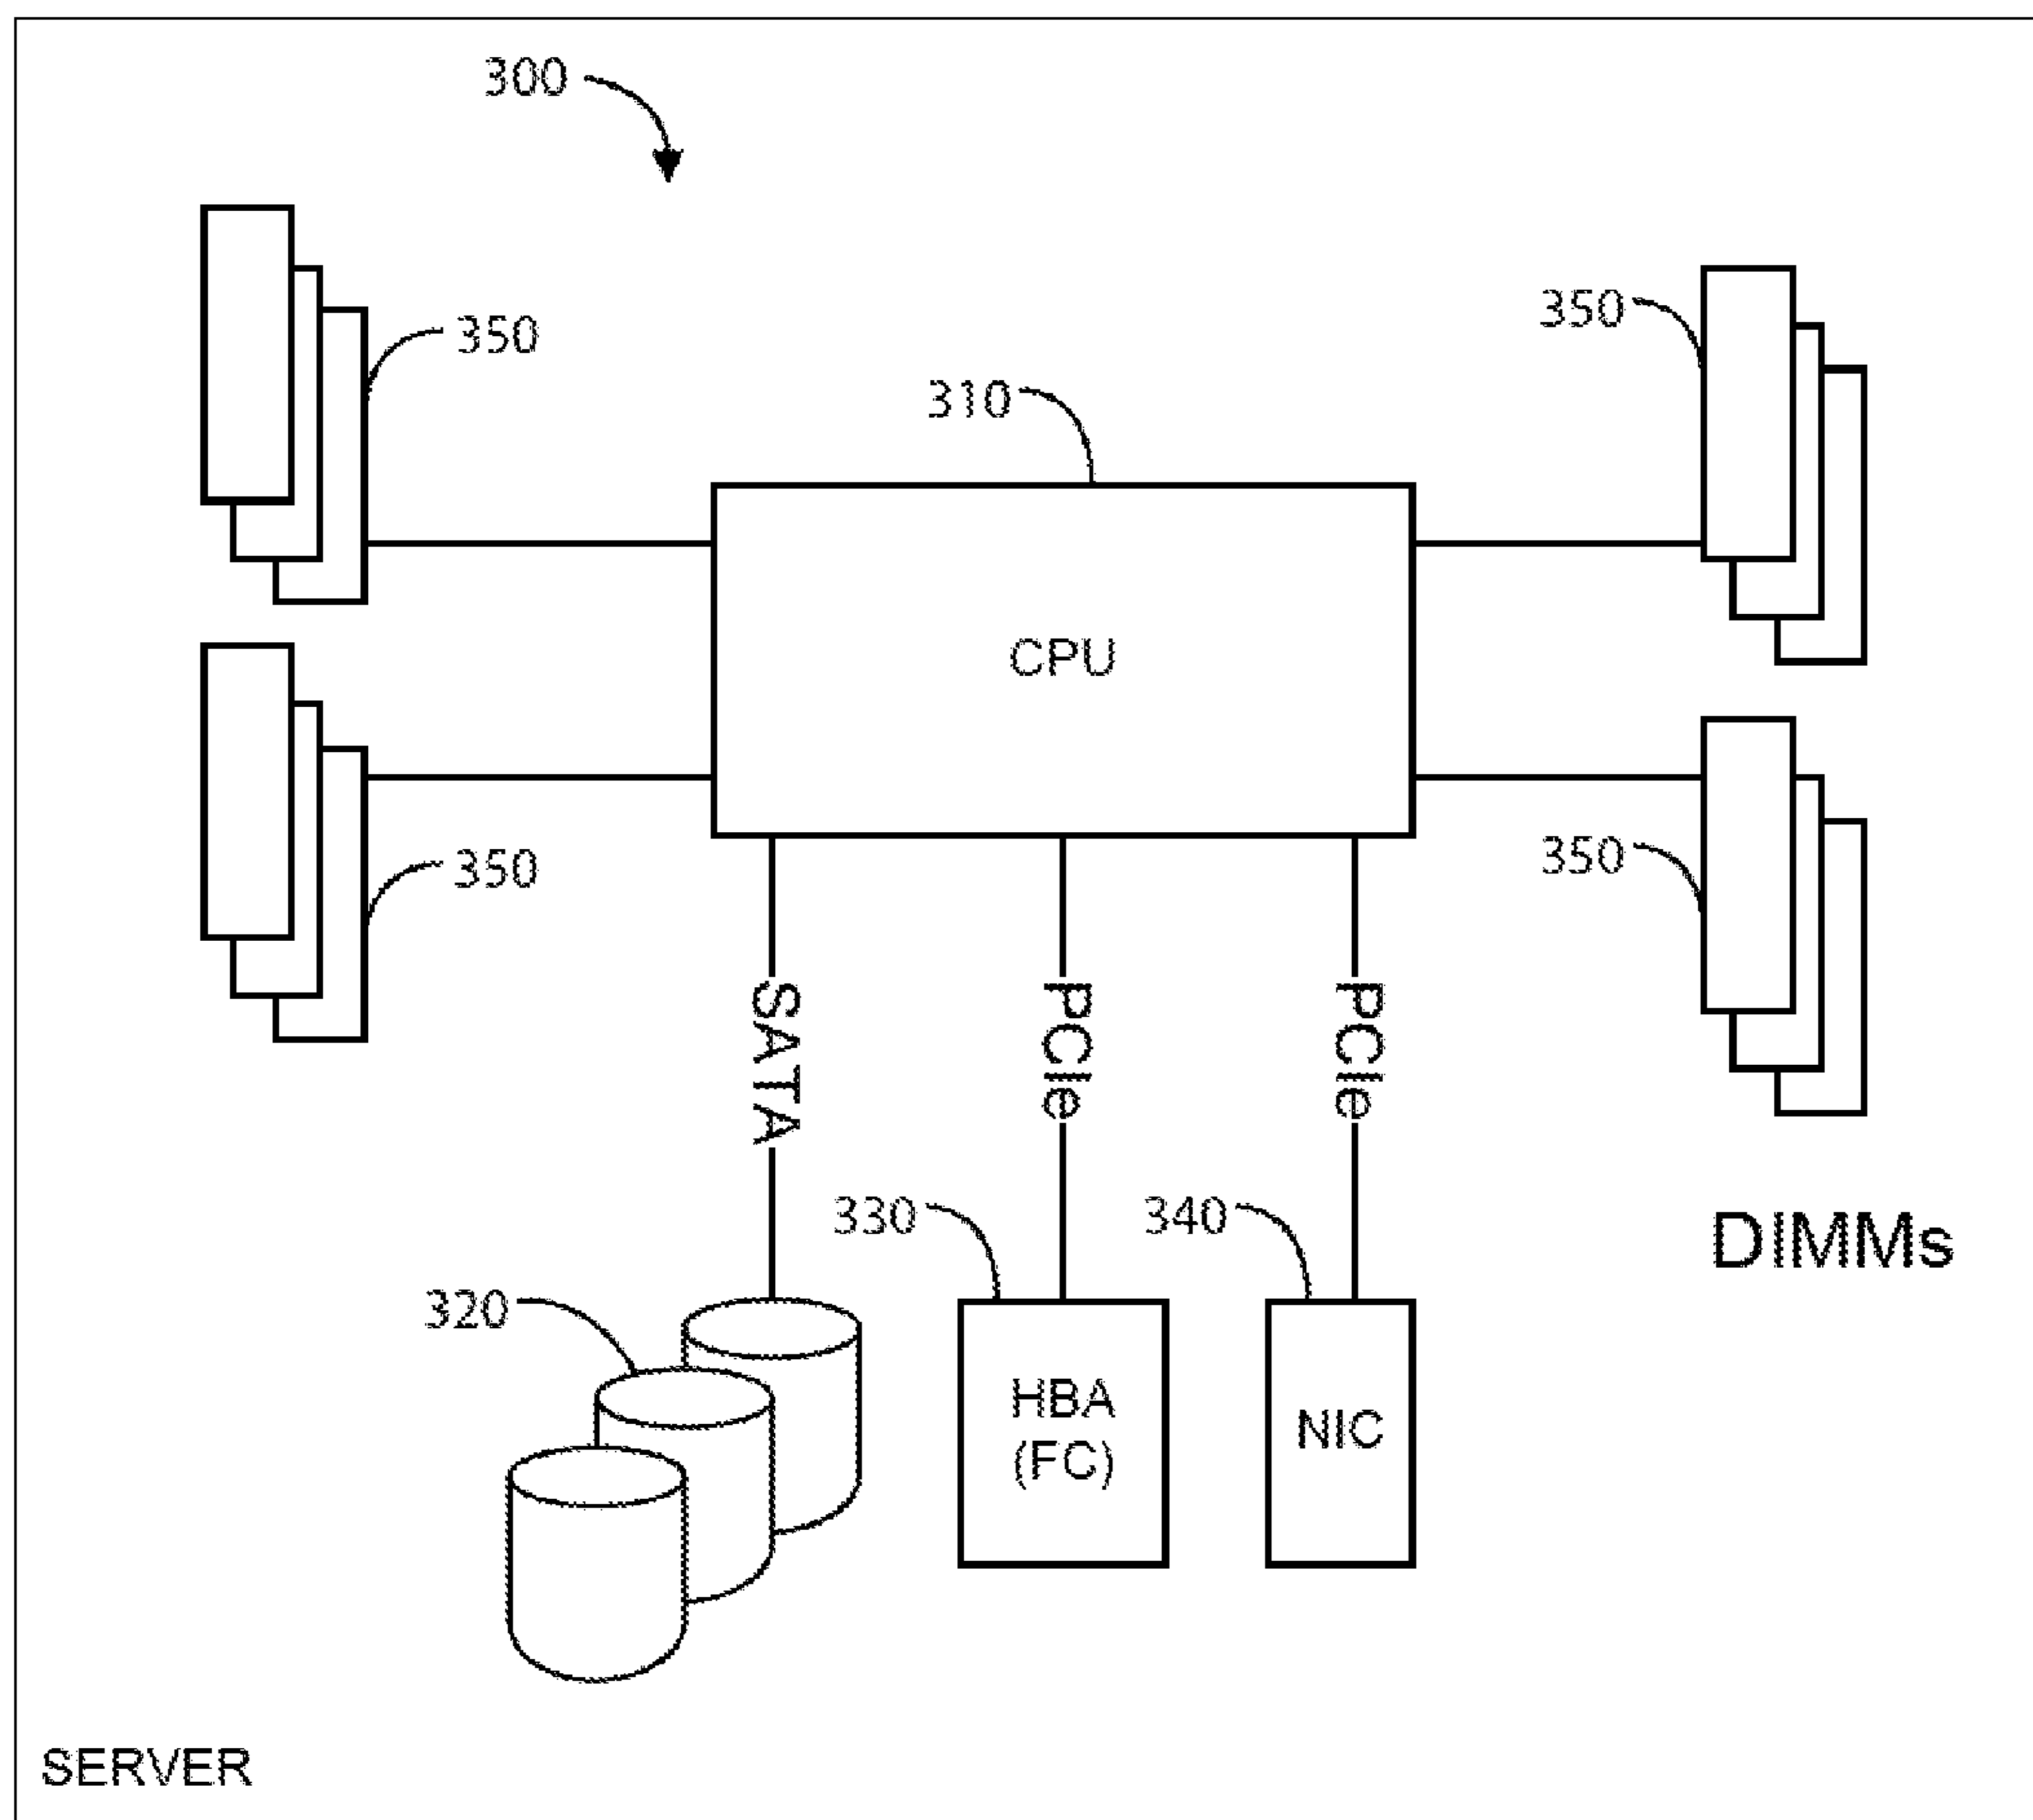 300
350
350
310
CPU
350
350
SATA
PCIe
PCIe
330
340
DIMMs
320
HBA
(FC)
NIC
SERVER